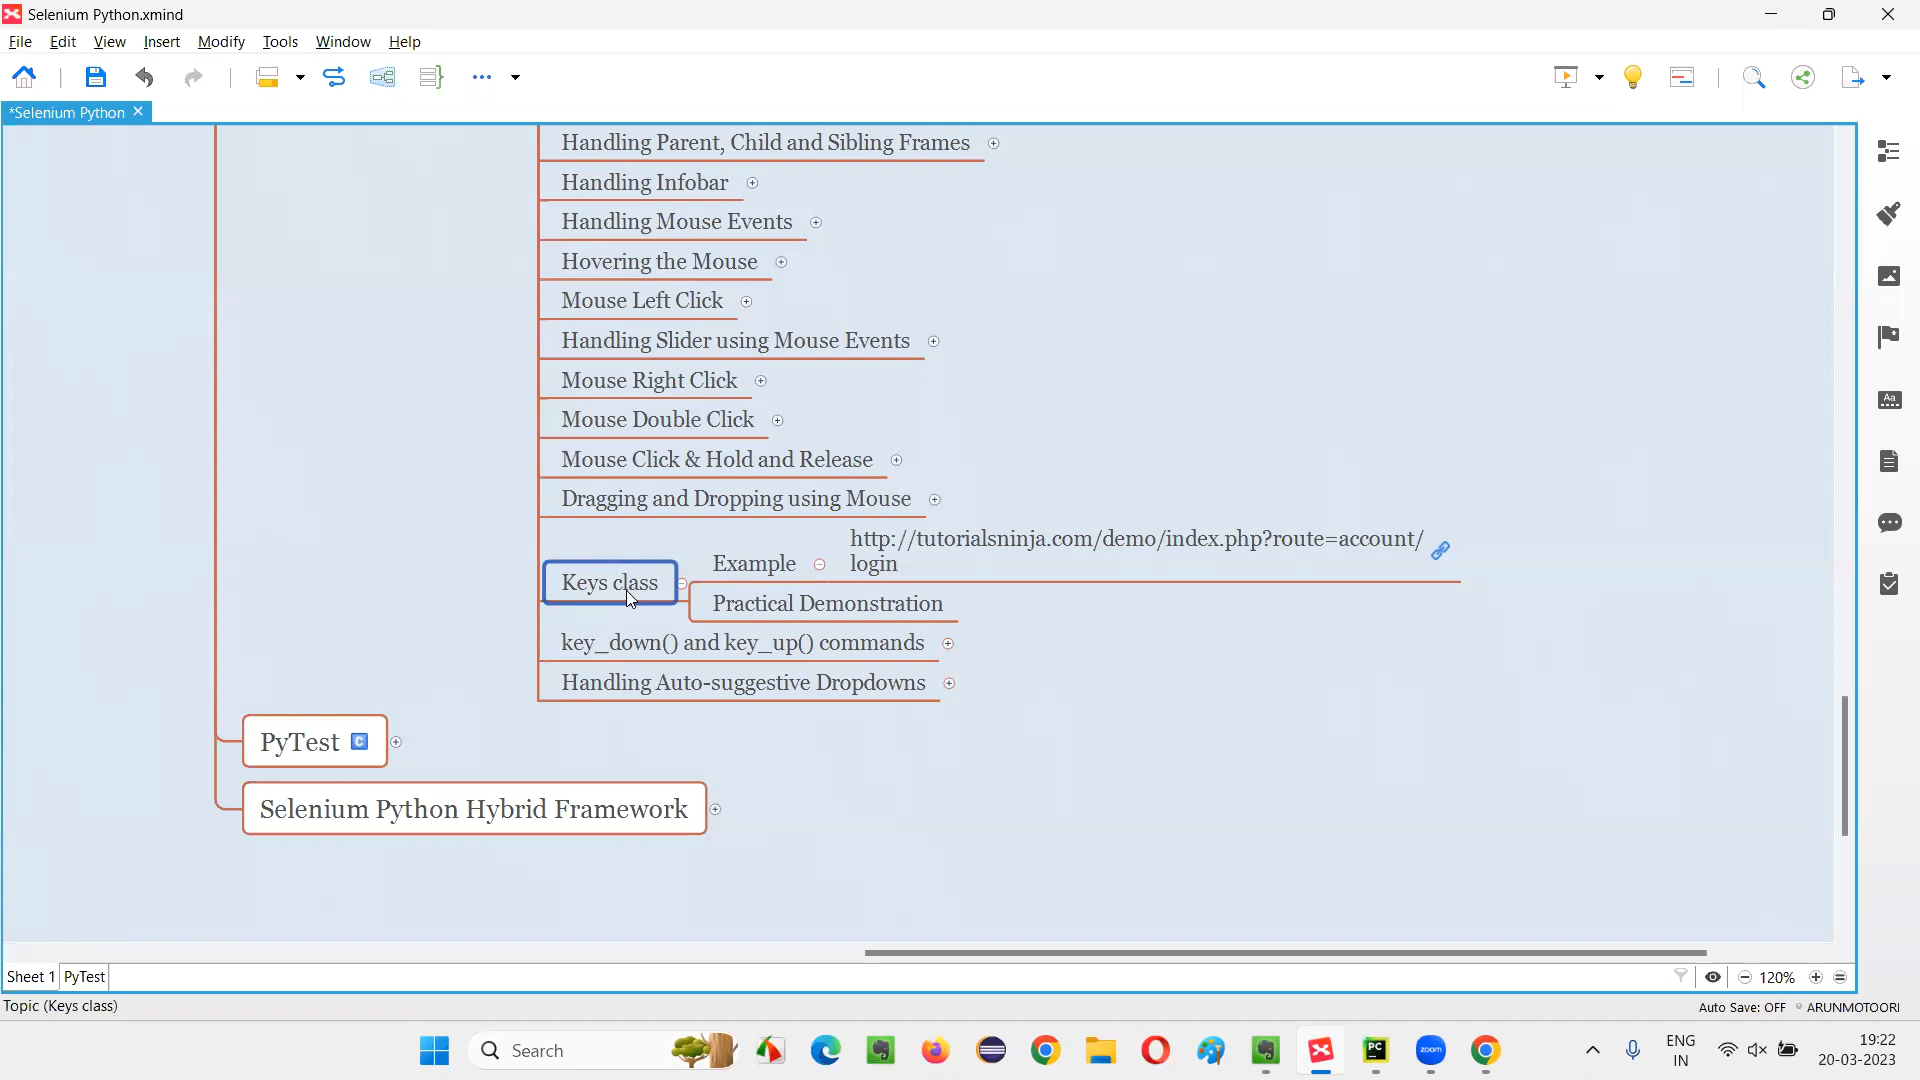 Selenium Python.xmind
File Edit View Insert Modify Tools Window Help
*Selenium Python
Handling Parent, Child and Sibling Frames
Handling Infobar
Handling Mouse Events
Hovering the Mouse
Mouse Left Click
Handling Slider using Mouse Events
Mouse Right Click
Mouse Double Click
Mouse Click & Hold and Release
Dragging and Dropping using Mouse
http://tutorialsninja.com/demo/index.php?route=account/
login
Example
Keys class
Practical Demonstration
key_down() and key_up() commands
Handling Auto-suggestive Dropdowns
PyTest C
Selenium Python Hybrid Framework
Sheet 1 PyTest
120%
Topic (Keys class)
Auto Save: OFF ARUNMOTOORI
Search
PC
zoom
ENG
IN
19:22
20-03-2023
Aa